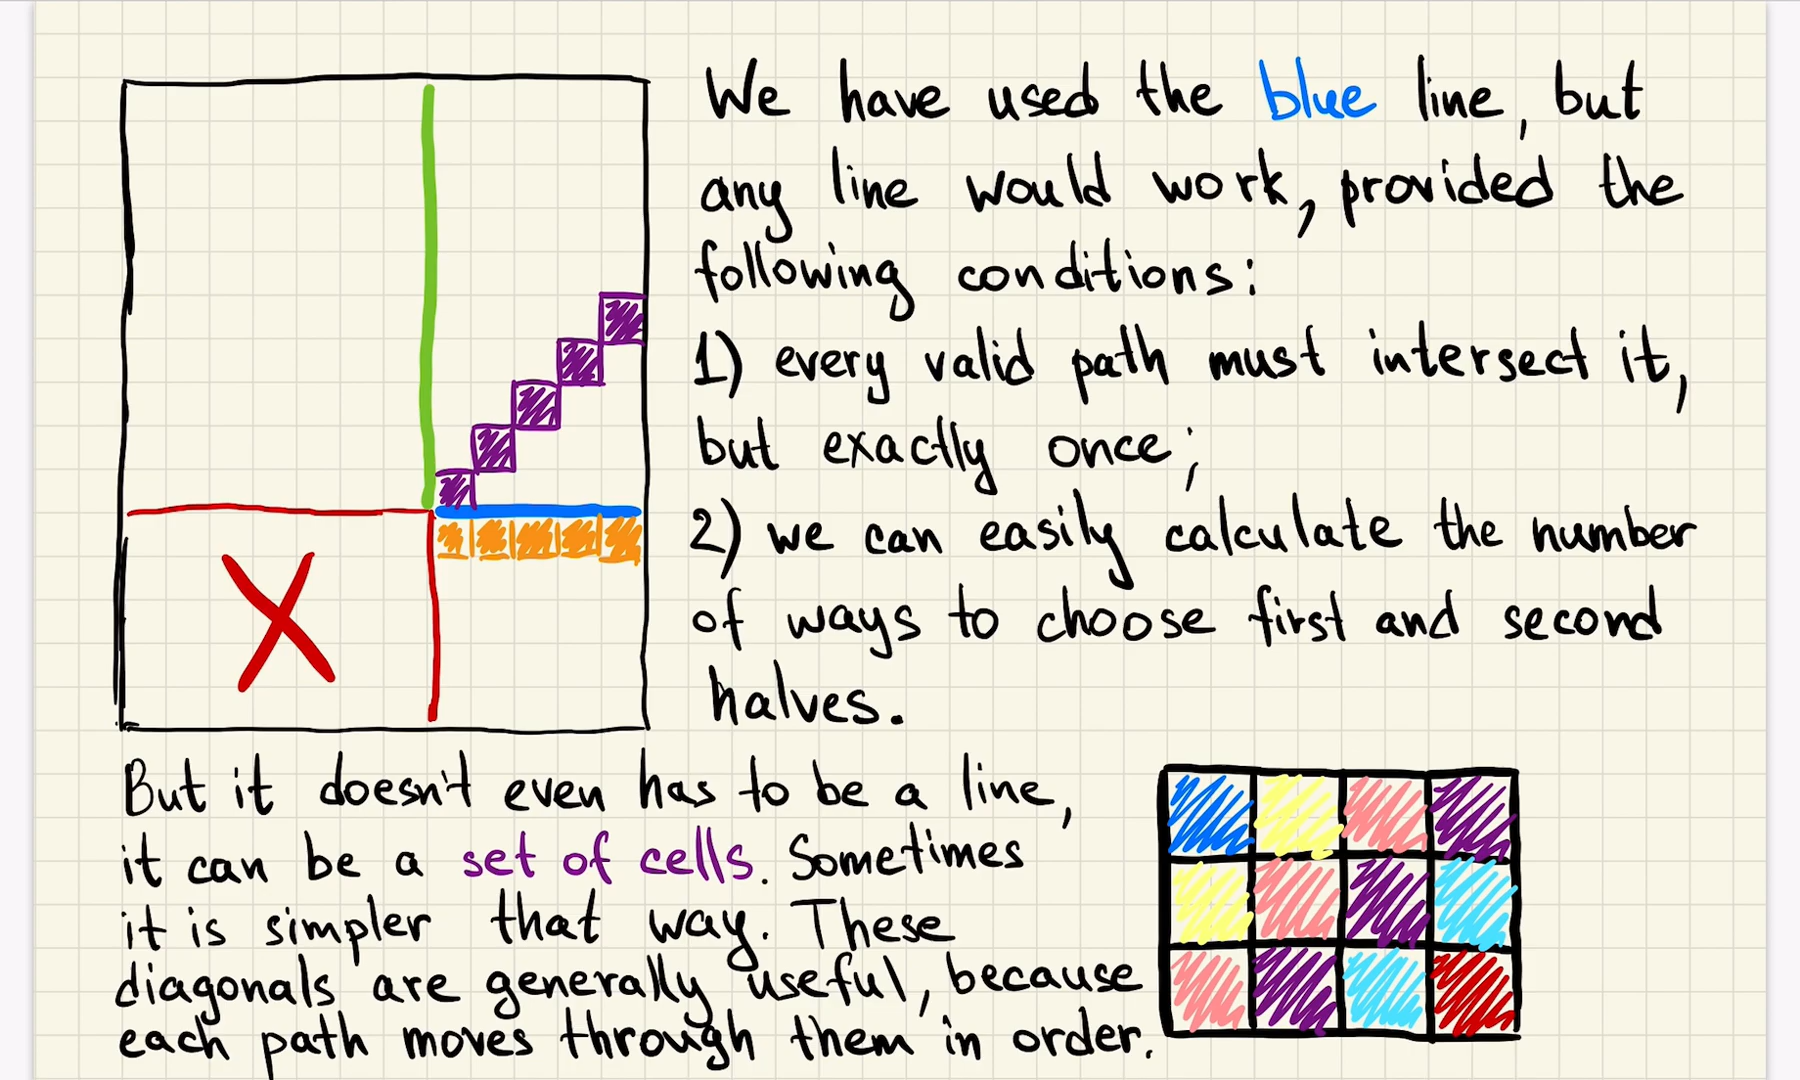 We have used the blue line, but
any line would work, provided the
following conditions:
1) every valid path must intersect it,
but exactly once;
2) we can easily calculate the number
of ways to choose first and second
halves.
But it doesn't even has to be a line,
it can be a set of cells. Sometimes
it is simpler that way. These
diagonals are generally useful, because
each path moves through them in order.